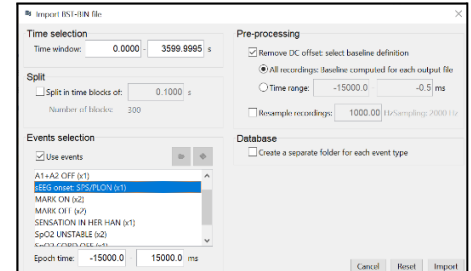 Import BST-BIN file
Time selection
Time window: 0.0000 - 3599.9995 s
Split
Split in time blocks of: 0.1000 s
Number of blocks: 300
Events selection
Use events
A1+A2 OFF (x1)
sEEG onset: SPS/PLON (x1)
MARK ON (x2)
MARK OFF (x2)
SENSATION IN HER HAN (x1)
SpO2 UNSTABLE (x2)
Epoch time: -15000.0 - 15000.0 ms
Pre-processing
Remove DC offset: select baseline definition
All recordings: Baseline computed for each output file
Time range: -15000.0 - -0.5 ms
Resample recordings: 1000.00 Hz Sampling: 2000 Hz
Database
Create a separate folder for each event type
Cancel Reset Import